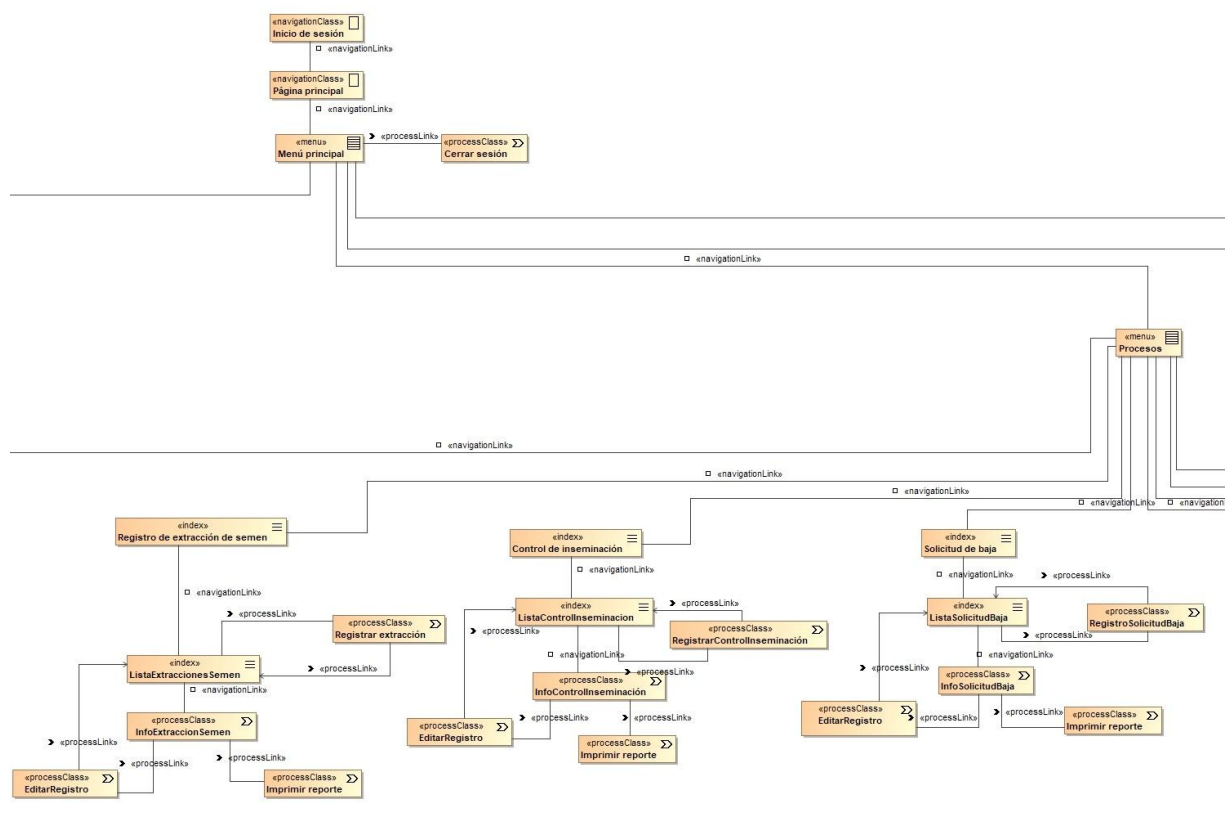 «navigationClass»
Inicio de sesión
«navigationLink»
«navigationClass»
Página principal
«navigationLink»
«menu»
Menú principal
«processLink»
«processClass»
Cerrar sesión
«navigationLink»
«menu»
Procesos
«navigationLink»
«navigationLink»
«navigationLink»
«navigationLink»
«navigation
«index»
Registro de extracción de semen
«index»
Control de inseminación
«index»
Solicitud de baja
«navigationLink»
«navigationLink»
«navigationLink»
«processLink»
«processLink»
«processClass»
Registrar extracción
«processLink»
«index»
ListaExtraccionesSemen
«navigationLink»
«processClass»
InfoExtraccionSemen
«processLink»
«processLink»
«processLink»
«processClass»
EditarRegistro
«processClass»
Imprimir reporte
«index»
ListaControlInseminacion
«processLink»
«processLink»
«processClass»
RegistrarControlInseminación
«navigationLink»
«processLink»
«processClass»
InfoControlInseminación
«processLink»
«processLink»
«processClass»
EditarRegistro
«processClass»
Imprimir reporte
«index»
ListaSolicitudBaja
«processClass»
RegistroSolicitudBaja
«processLink»
«navigationLink»
«processLink»
«processClass»
InfoSolicitudBaja
«processClass»
EditarRegistro
«processLink»
«processLink»
«processClass»
Imprimir reporte